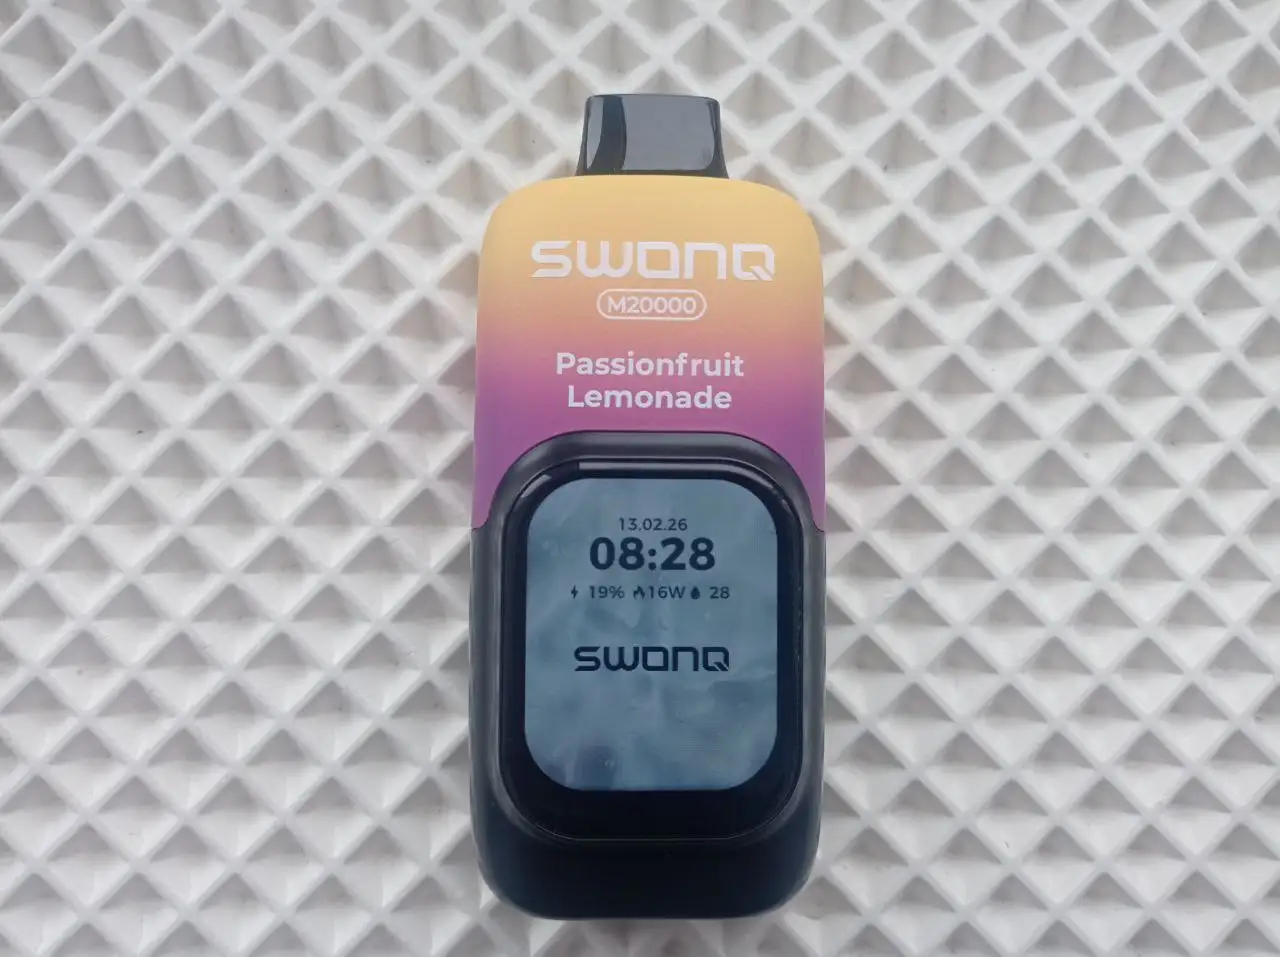 SWONQ
M20000
Passionfruit
Lemonade
13.02.26
08:28
19% 16W 28
SWONQ